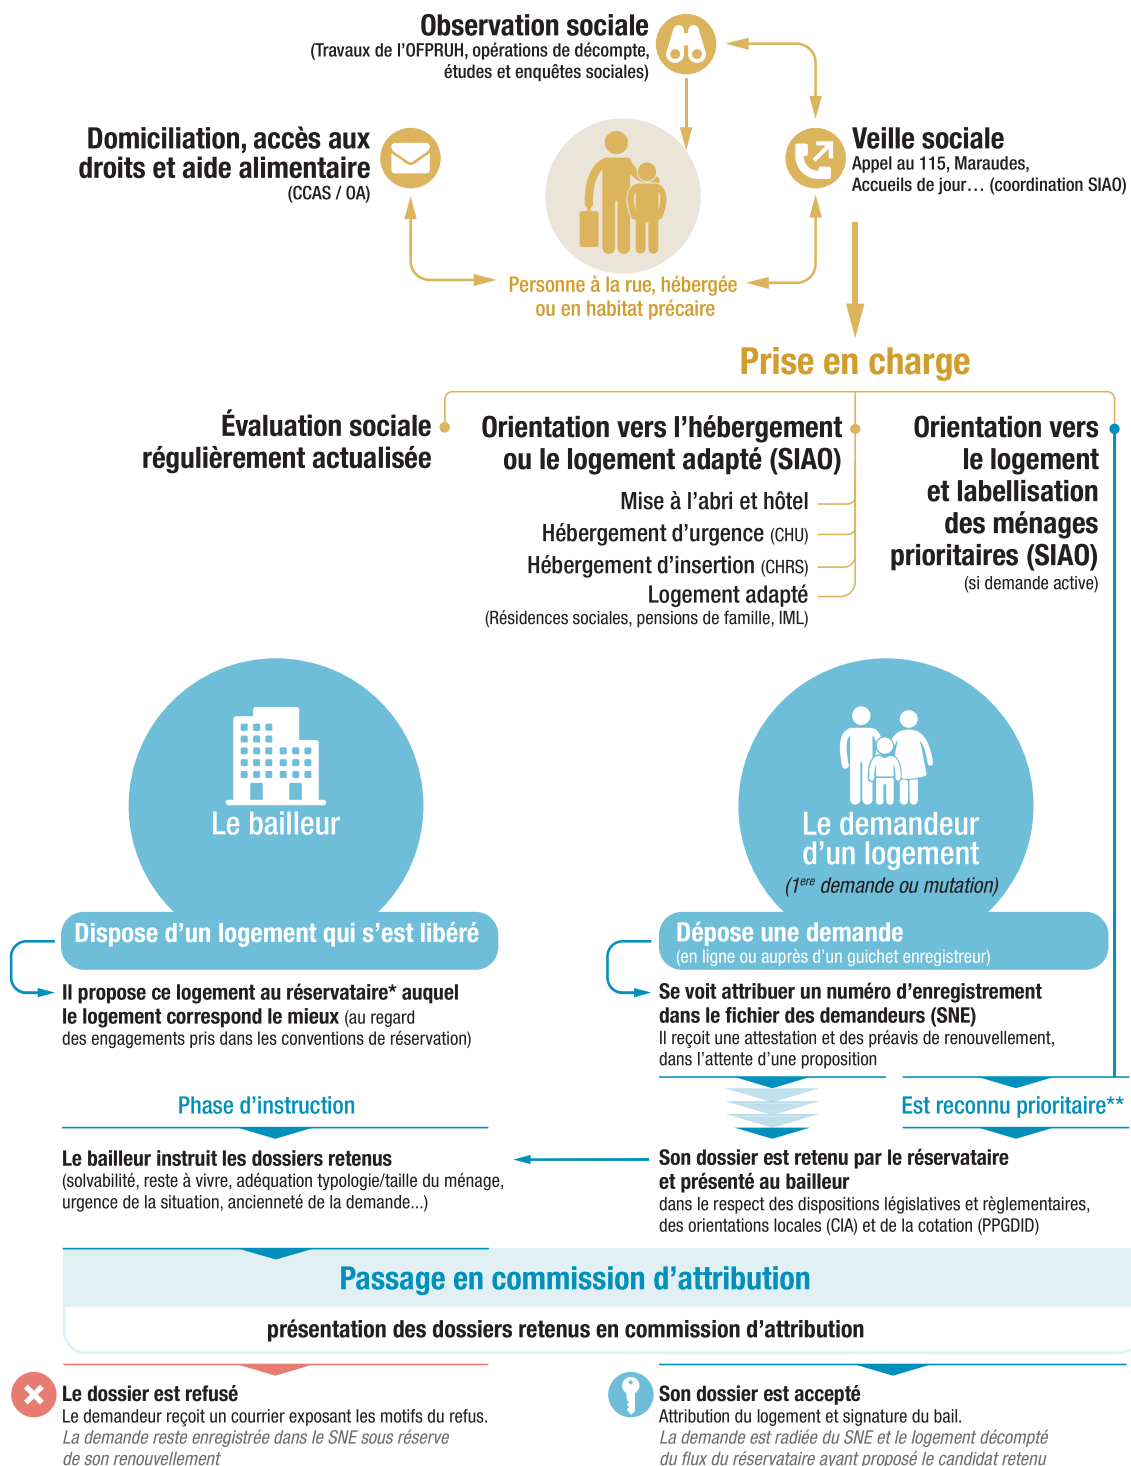 Observation sociale
(Travaux de l'OFPRUH, opérations de décompte,
études et enquêtes sociales)
Domiciliation, accès aux
droits et aide alimentaire
(CCAS / OA)
Veille sociale
Appel au 115, Maraudes,
Accueils de jour… (coordination SIAO)
Personne à la rue, hébergée
ou en habitat précaire
Prise en charge
Évaluation sociale
régulièrement actualisée
Orientation vers l'hébergement
ou le logement adapté (SIAO)
Mise à l'abri et hôtel
Hébergement d'urgence (CHU)
Hébergement d'insertion (CHRS)
Logement adapté
(Résidences sociales, pensions de famille, IML)
Orientation vers
le logement
et labellisation
des ménages
prioritaires (SIAO)
(si demande active)
Le bailleur
Dispose d'un logement qui s'est libéré
Il propose ce logement au réservataire* auquel
le logement correspond le mieux (au regard
des engagements pris dans les conventions de réservation)
Le demandeur
d'un logement
(1ere demande ou mutation)
Dépose une demande
(en ligne ou auprès d'un guichet enregistreur)
Se voit attribuer un numéro d'enregistrement
dans le fichier des demandeurs (SNE)
Il reçoit une attestation et des préavis de renouvellement,
dans l'attente d'une proposition
Phase d'instruction
Est reconnu prioritaire**
Le bailleur instruit les dossiers retenus
(solvabilité, reste à vivre, adéquation typologie/taille du ménage,
urgence de la situation, ancienneté de la demande...)
Son dossier est retenu par le réservataire
et présenté au bailleur
dans le respect des dispositions législatives et règlementaires,
des orientations locales (CIA) et de la cotation (PPGDID)
Passage en commission d'attribution
présentation des dossiers retenus en commission d'attribution
Le dossier est refusé
Le demandeur reçoit un courrier exposant les motifs du refus.
La demande reste enregistrée dans le SNE sous réserve
de son renouvellement
Son dossier est accepté
Attribution du logement et signature du bail.
La demande est radiée du SNE et le logement décompté
du flux du réservataire ayant proposé le candidat retenu